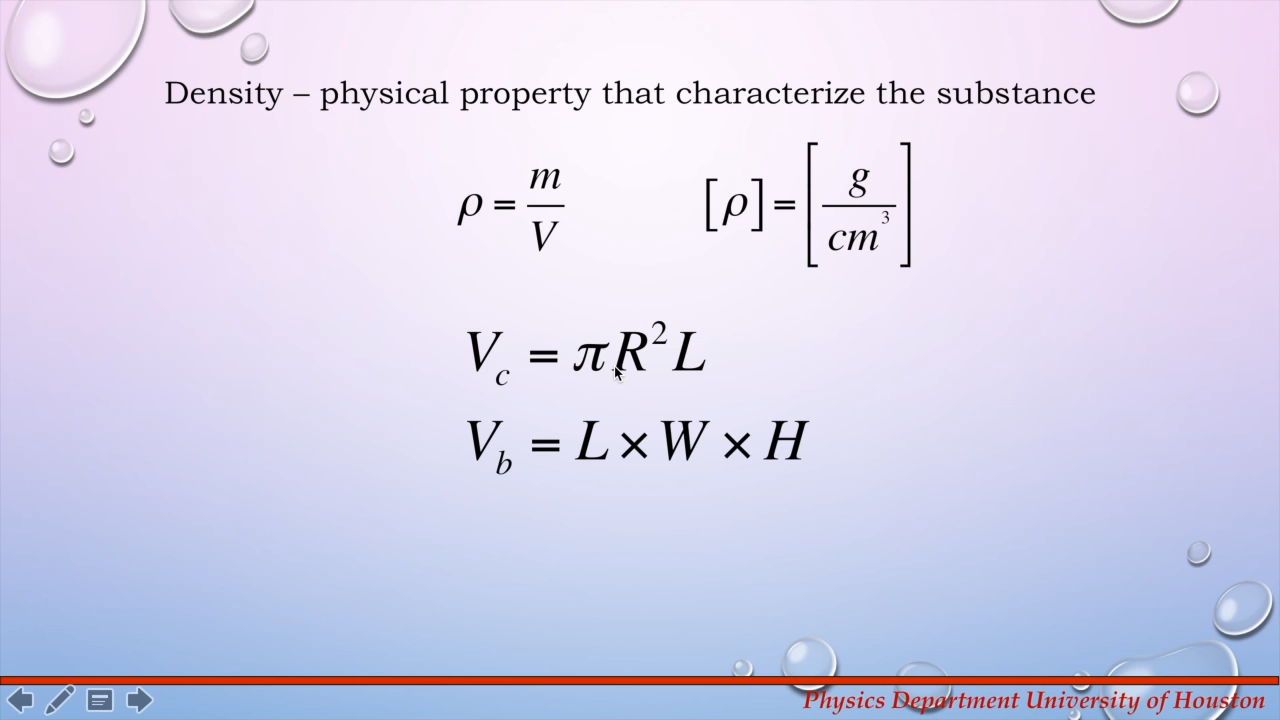 Density – physical property that characterize the substance
ρ = m/V [ρ] = [g/cm³]
V_c = πR²L
V_b = L × W × H
Physics Department University of Houston